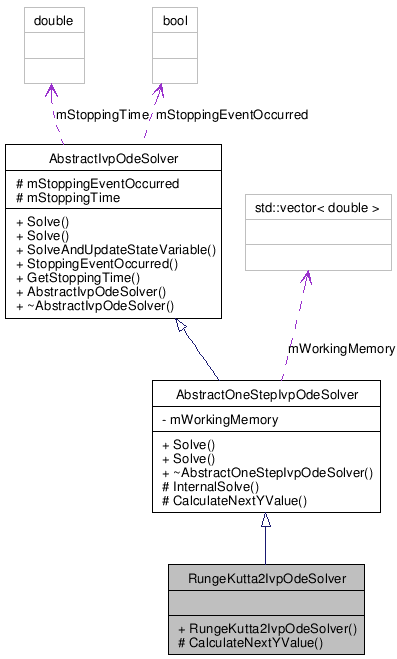 double
bool
mStoppingTime
mStoppingEventOccurred
AbstractIvpOdeSolver
# mStoppingEventOccurred
# mStoppingTime
+ Solve()
+ Solve()
+ SolveAndUpdateStateVariable()
+ StoppingEventOccurred()
+ GetStoppingTime()
+ AbstractIvpOdeSolver()
+ ~AbstractIvpOdeSolver()
std::vector< double >
mWorkingMemory
AbstractOneStepIvpOdeSolver
- mWorkingMemory
+ Solve()
+ Solve()
+ ~AbstractOneStepIvpOdeSolver()
# InternalSolve()
# CalculateNextYValue()
RungeKutta2IvpOdeSolver
+ RungeKutta2IvpOdeSolver()
# CalculateNextYValue()